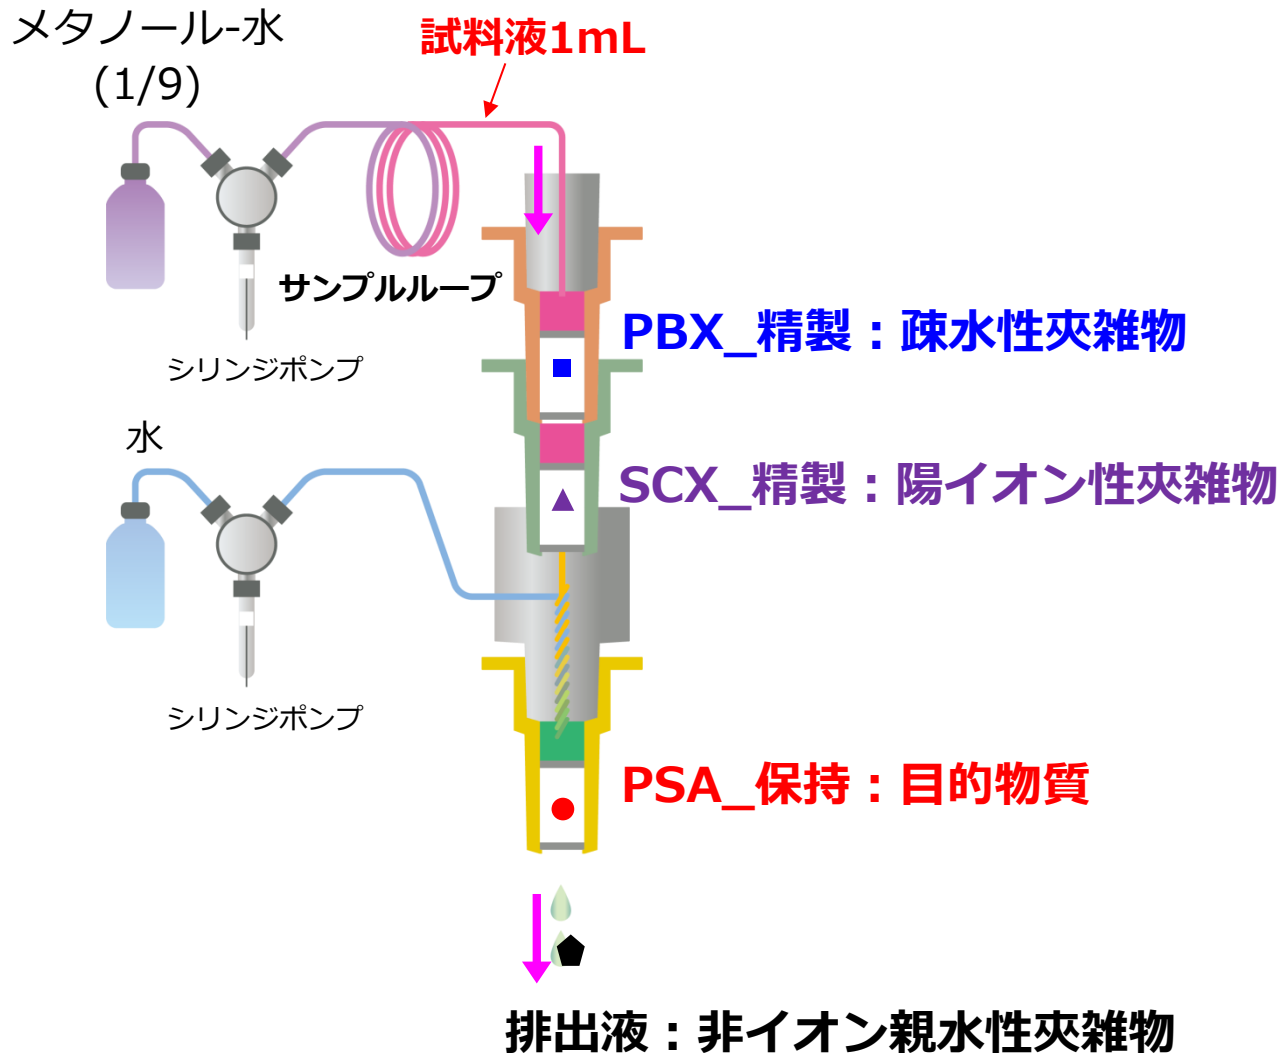 メタノール-水
(1/9)
試料液1mL
サンプルループ
シリンジポンプ
PBX_精製：疎水性夾雑物
水
SCX_精製：陽イオン性夾雑物
シリンジポンプ
PSA_保持：目的物質
排出液：非イオン親水性夾雑物